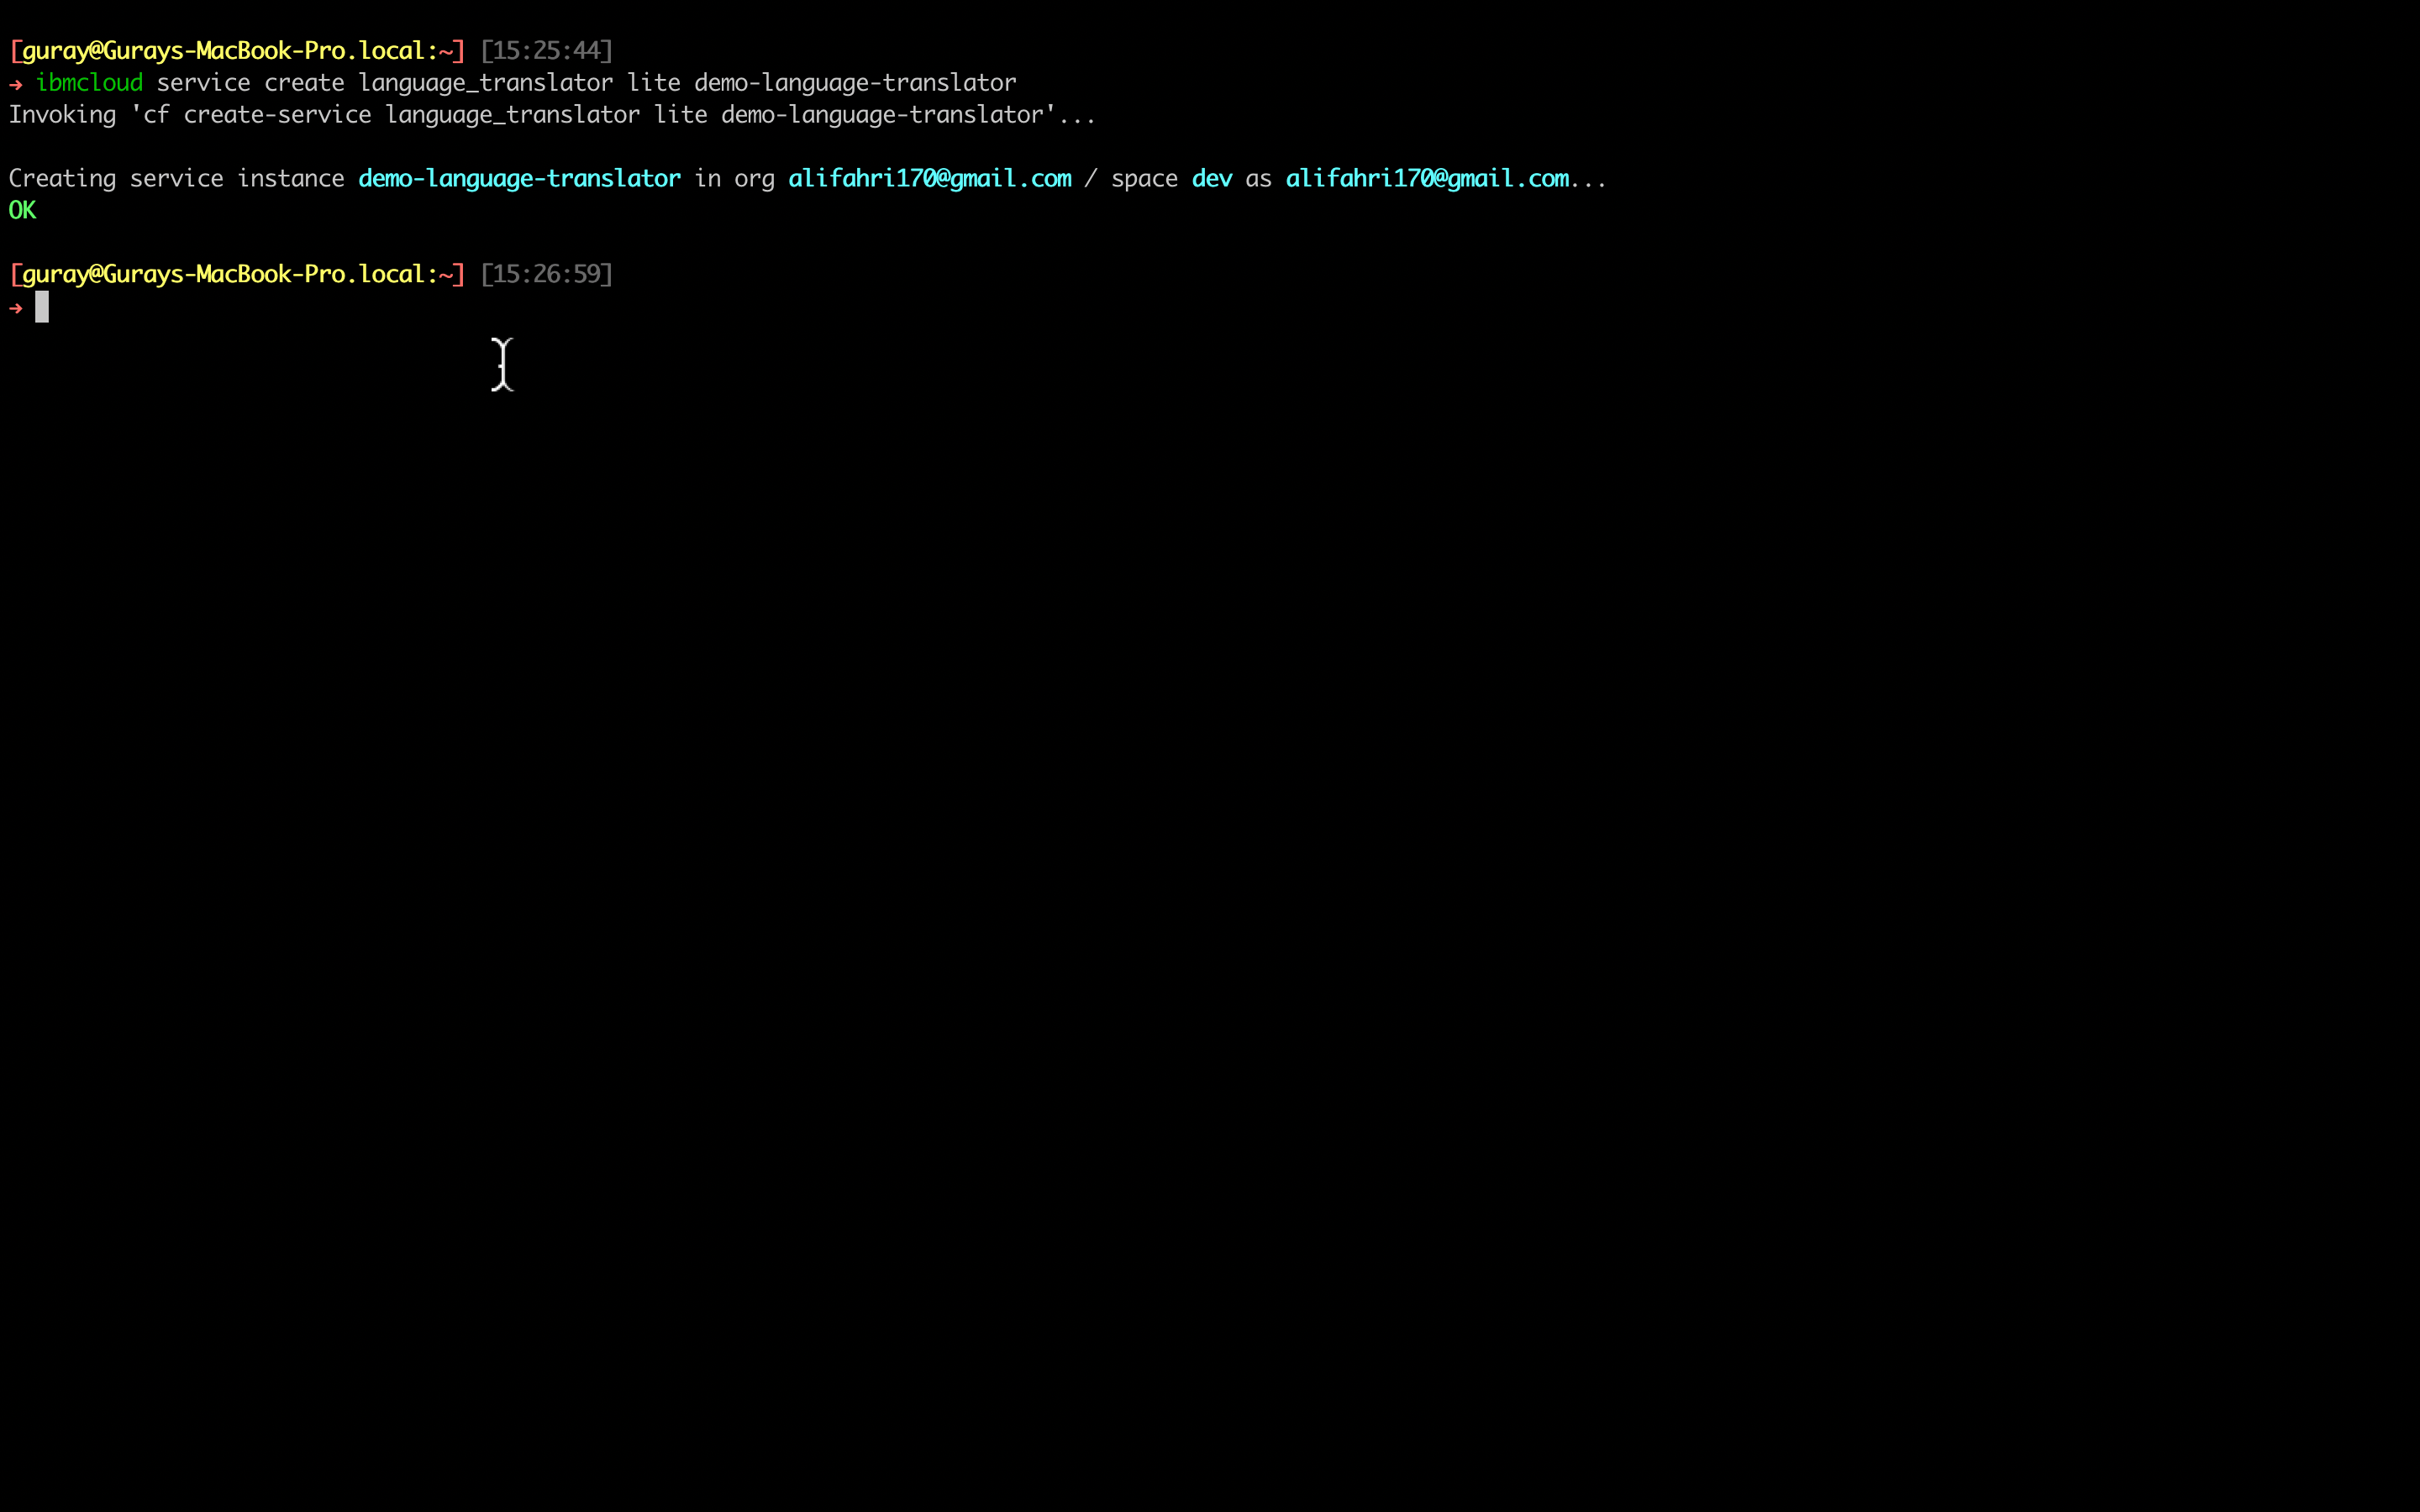 [guray@Gurays-MacBook-Pro.local:~] [15:25:44]
→ ibmcloud service create language_translator lite demo-language-translator
Invoking 'cf create-service language_translator lite demo-language-translator'...
Creating service instance demo-language-translator in org alifahri170@gmail.com / space dev as alifahri170@gmail.com...
OK
[guray@Gurays-MacBook-Pro.local:~] [15:26:59]
→